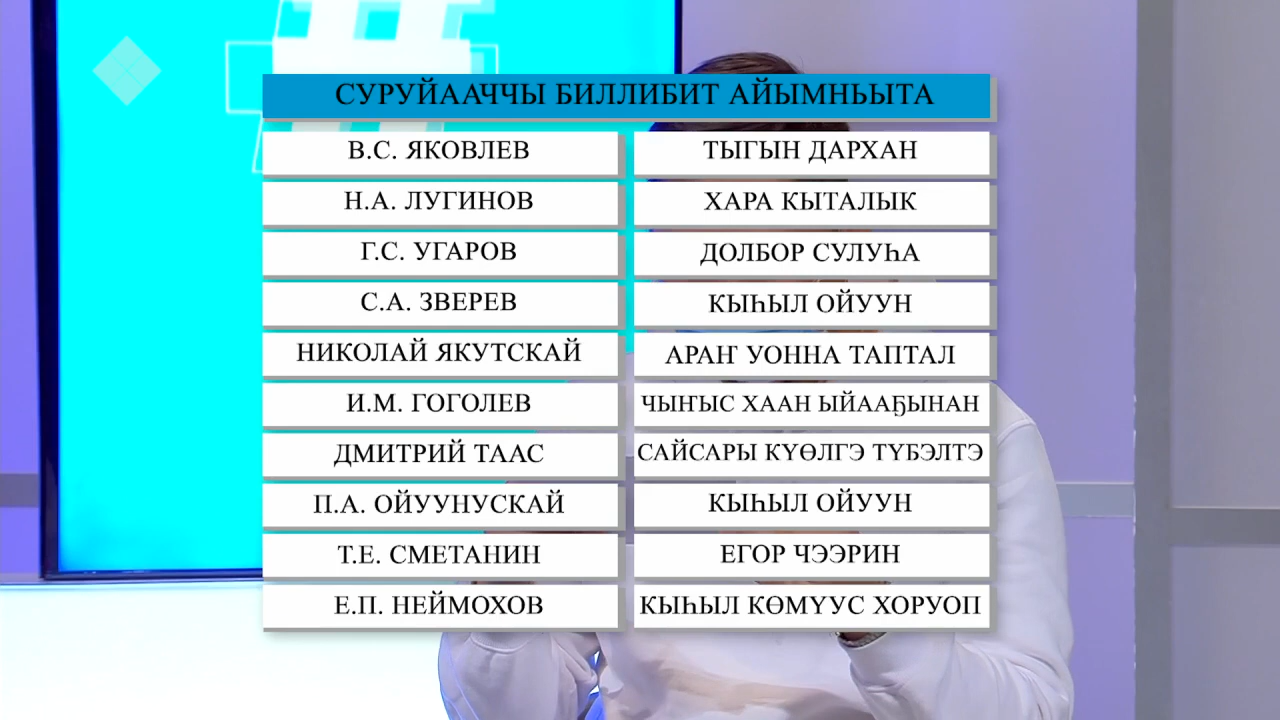 СУРУЙААЧЧЫ БИЛЛИБИТ АЙЫМНЬЫТА
В.С. ЯКОВЛЕВ ТЫГЫН ДАРХАН
Н.А. ЛУГИНОВ ХАРА КЫТАЛЫК
Г.С. УГАРОВ ДОЛБОР СУЛУҺА
С.А. ЗВЕРЕВ КЫҺЫЛ ОЙУУН
НИКОЛАЙ ЯКУТСКАЙ АРАҤ УОННА ТАПТАЛ
И.М. ГОГОЛЕВ ЧЫҤЫС ХААН ЫЙААҔЫНАН
ДМИТРИЙ ТААС САЙСАРЫ КҮӨЛГЭ ТҮБЭЛТЭ
П.А. ОЙУУНУСКАЙ КЫҺЫЛ ОЙУУН
Т.Е. СМЕТАНИН ЕГОР ЧЭЭРИН
Е.П. НЕЙМОХОВ КЫҺЫЛ КӨМҮУС ХОРУОП